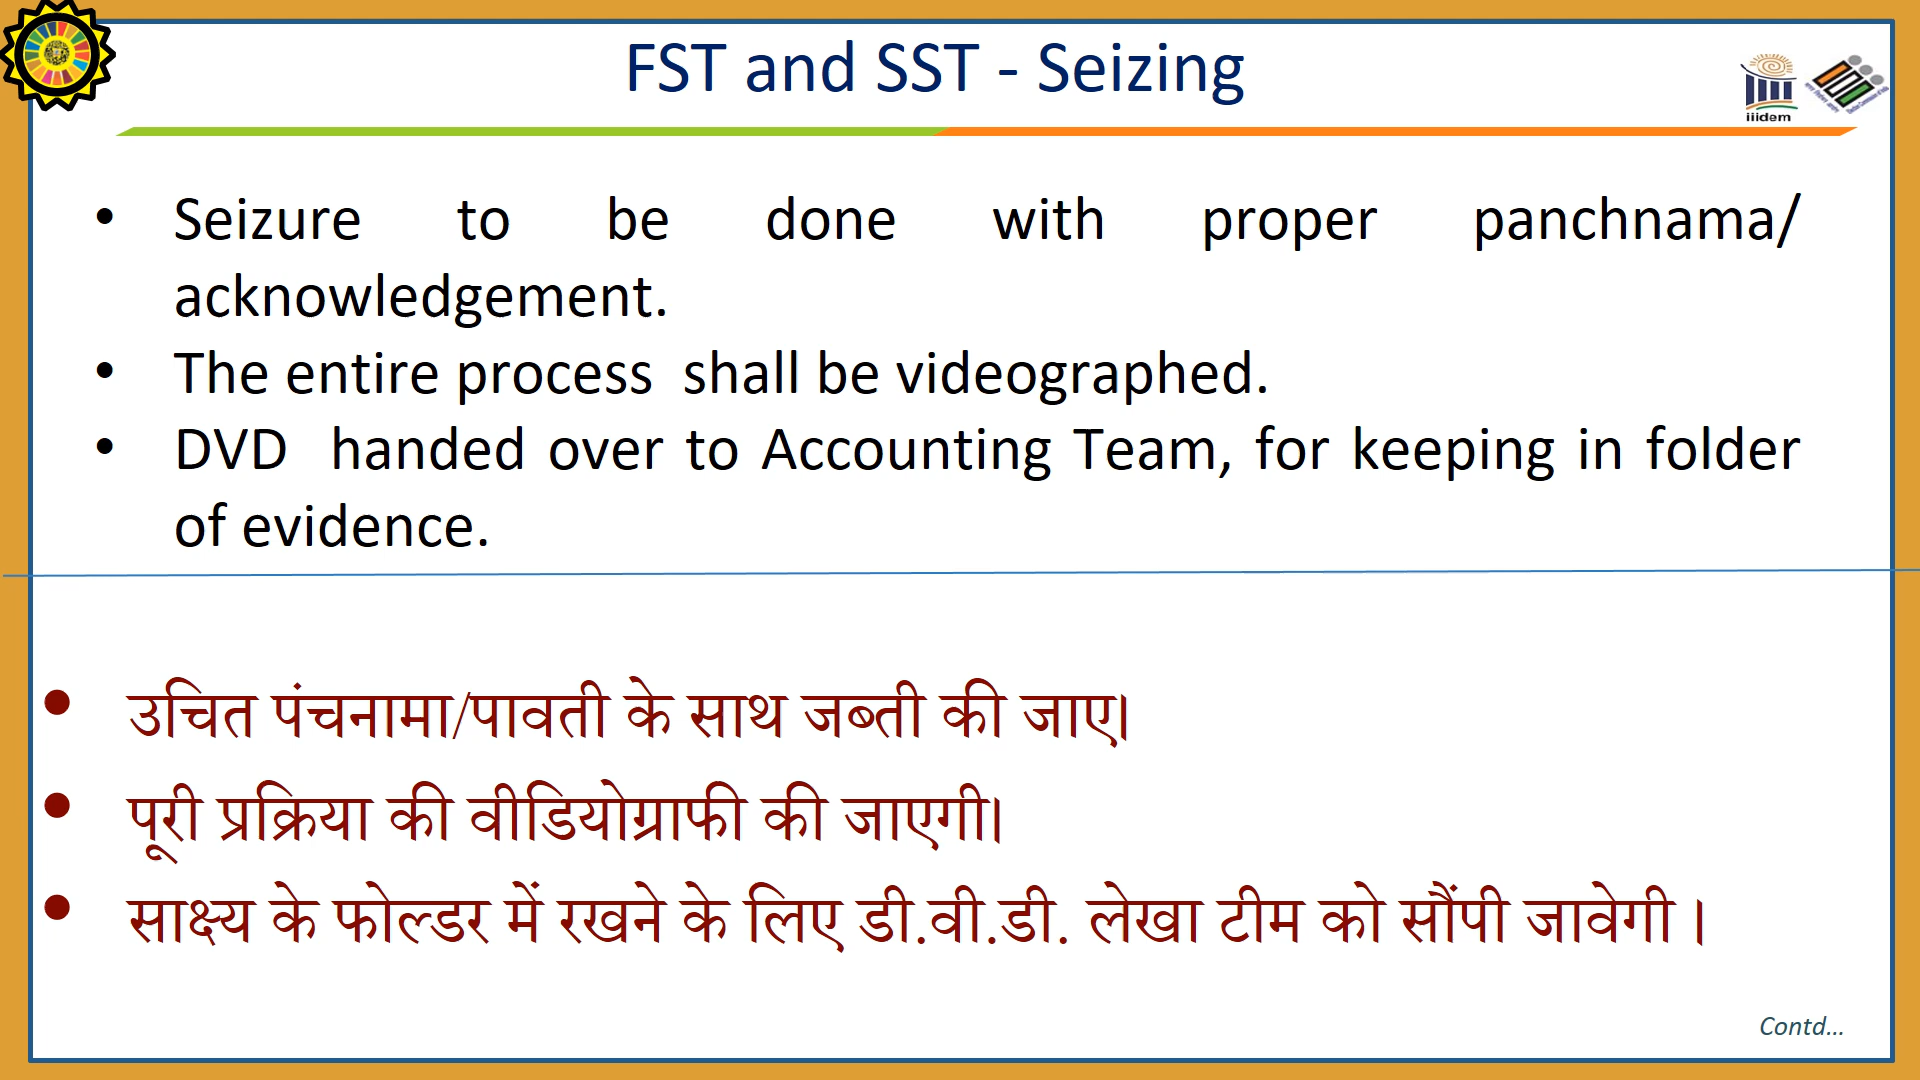 FST and SST - Seizing
iiidem
• Seizure to be done with proper panchnama/
acknowledgement.
• The entire process shall be videographed.
• DVD handed over to Accounting Team, for keeping in folder
of evidence.
• उचित पंचनामा/पावती के साथ जब्ती की जाए।
• पूरी प्रक्रिया की वीडियोग्राफी की जाएगी।
• साक्ष्य के फोल्डर में रखने के लिए डी.वी.डी. लेखा टीम को सौंपी जावेगी ।
Contd...